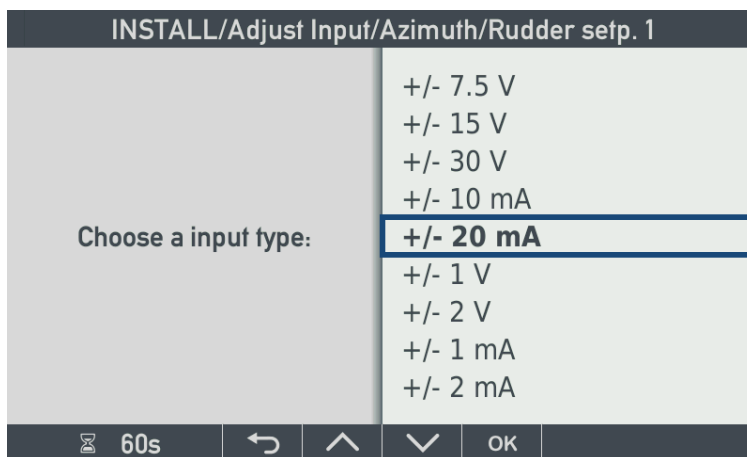 INSTALL/Adjust Input/Azimuth/Rudder setp. 1
Choose a input type:
+/- 7.5 V
+/- 15 V
+/- 30 V
+/- 10 mA
+/- 20 mA
+/- 1 V
+/- 2 V
+/- 1 mA
+/- 2 mA
60s
OK